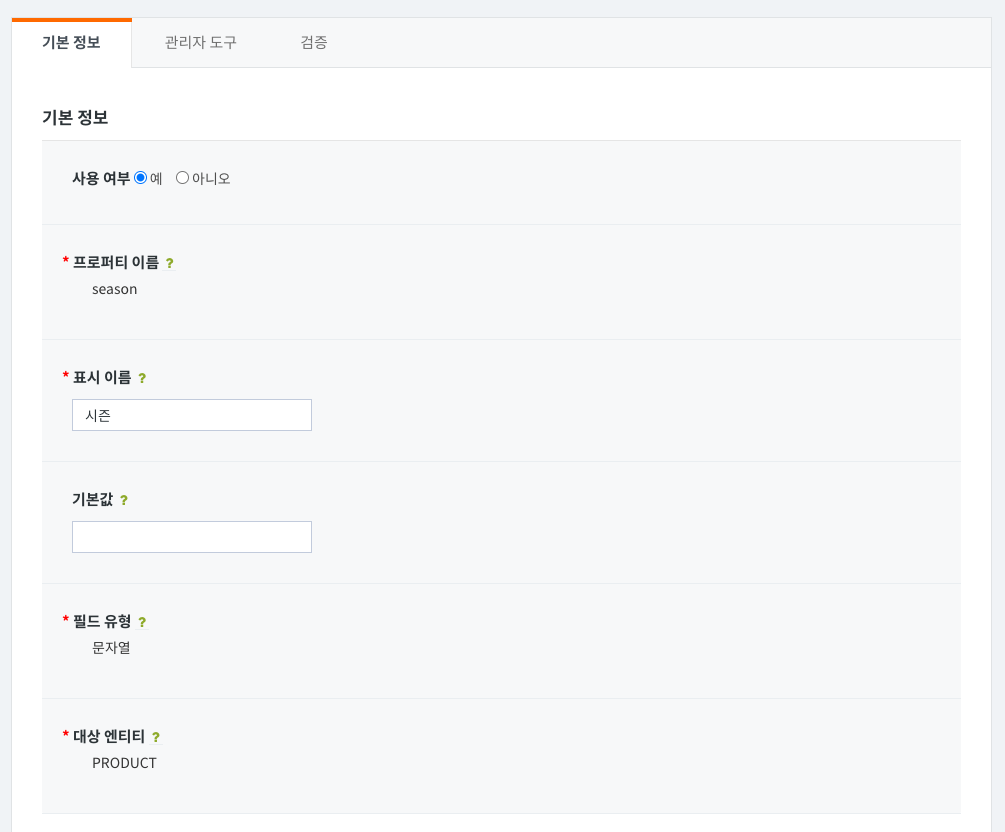 기본 정보 관리자 도구 검증
기본 정보
사용 여부 예 아니오
* 프로퍼티 이름 ?
season
* 표시 이름 ?
시즌
기본값 ?
* 필드 유형 ?
문자열
* 대상 엔티티 ?
PRODUCT